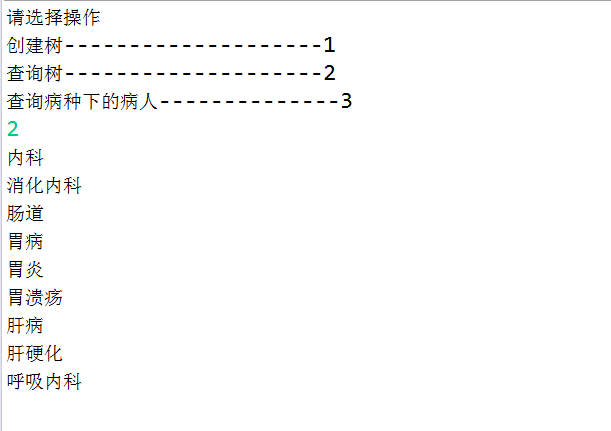 请选择操作
创建树--------------------1
查询树--------------------2
查询病种下的病人--------------3
2
内科
消化内科
肠道
胃病
胃炎
胃溃疡
肝病
肝硬化
呼吸内科